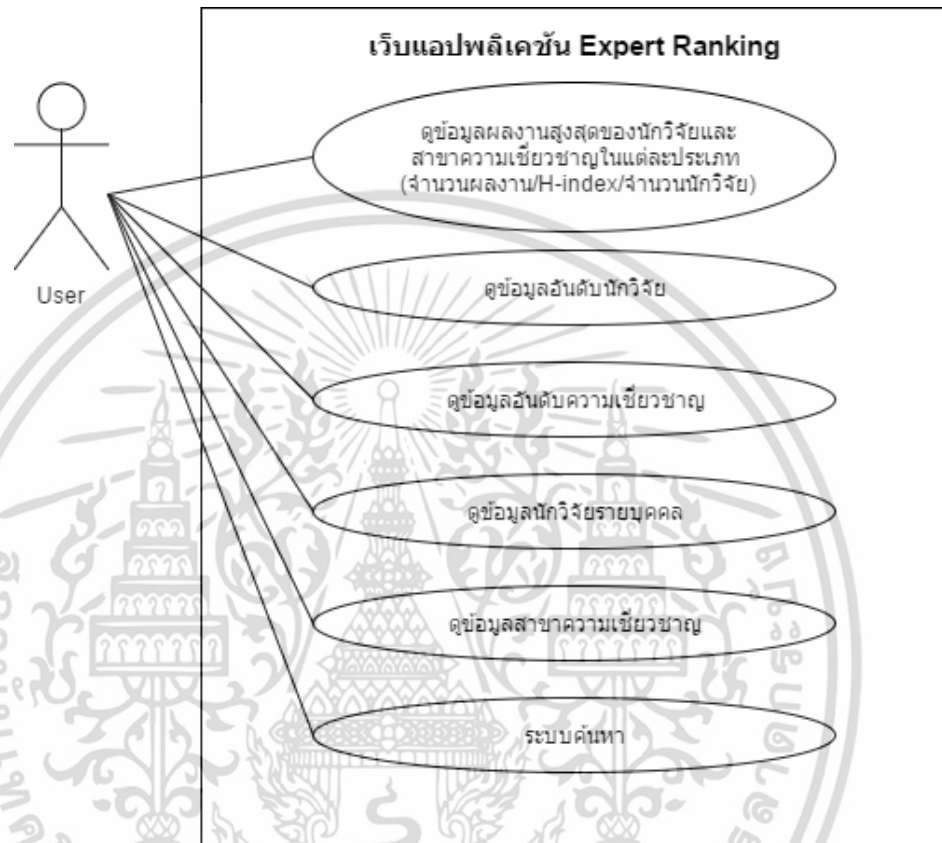 เว็บแอปพลิเคชัน Expert Ranking
ดูข้อมูลผลงานสูงสุดของนักวิจัยและ
สาขาความเชี่ยวชาญในแต่ละประเภท
(จำนวนผลงาน/H-index/จำนวนนักวิจัย)
User
ดูข้อมูลอันดับนักวิจัย
ดูข้อมูลอันดับความเชี่ยวชาญ
ดูข้อมูลนักวิจัยรายบุคคล
ดูข้อมูลสาขาความเชี่ยวชาญ
ระบบค้นหา